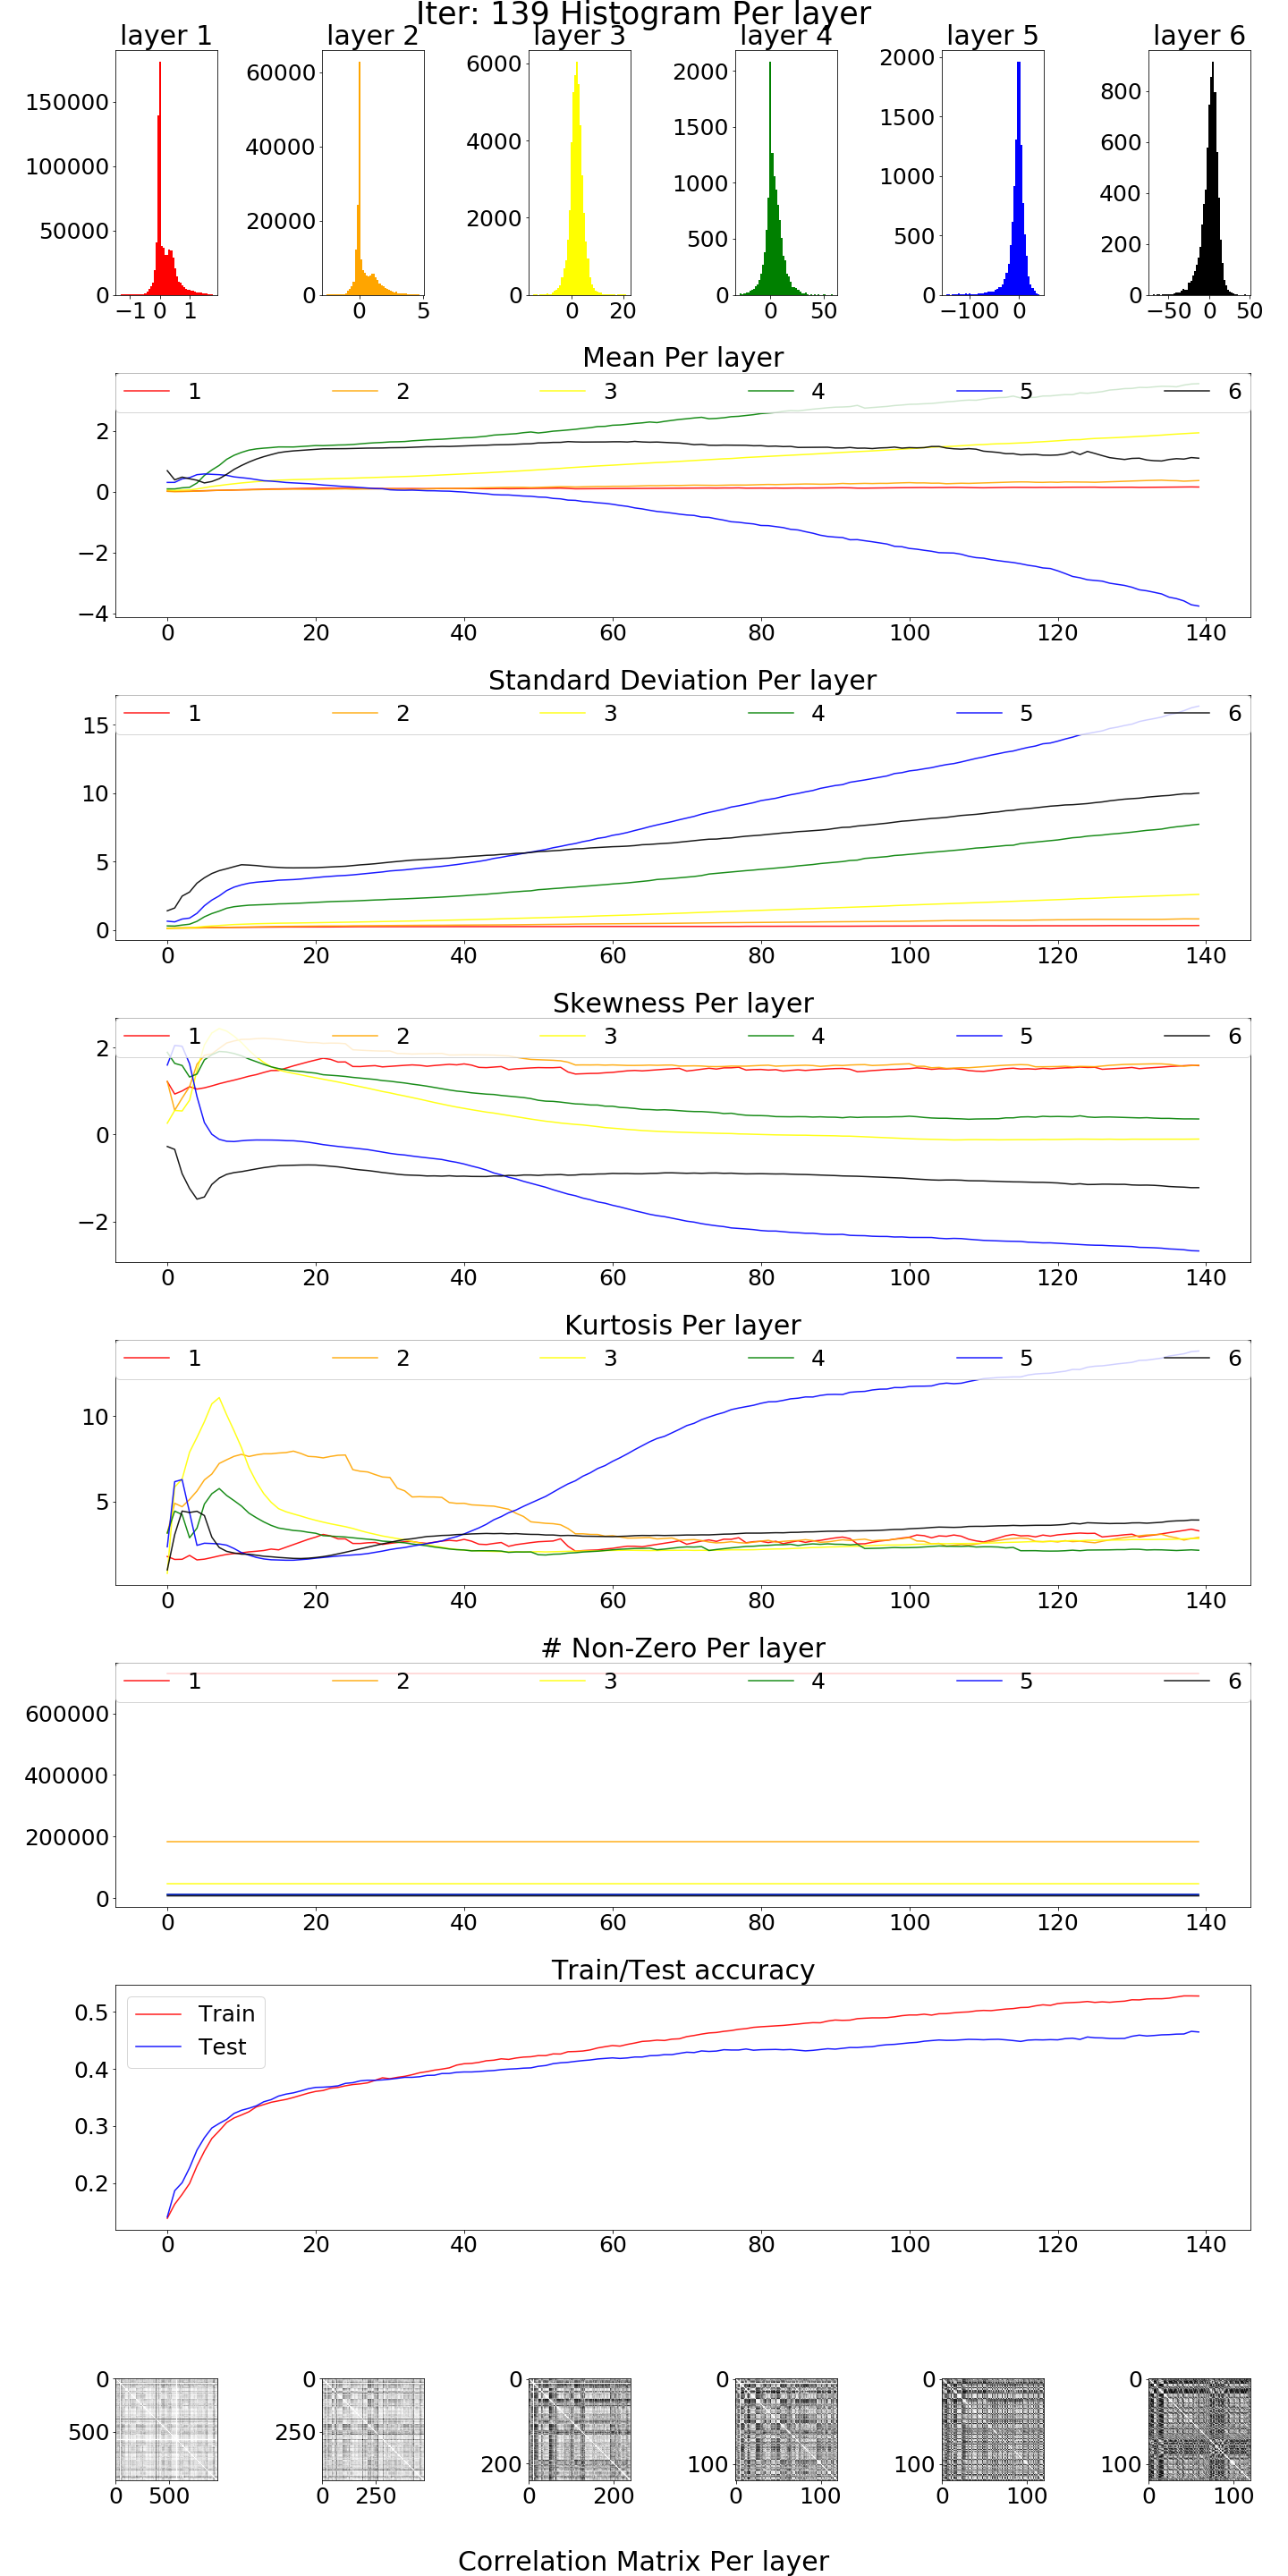 Iter: 139 Histogram Per layer
layer 1 layer 2 layer 3 layer 4 layer 5 layer 6
150000 100000 50000 0
−1 0 1
60000 40000 20000 0
0 5
6000 4000 2000 0
0 20
2000 1500 1000 500 0
0 50
2000 1500 1000 500 0
−100 0
800 600 400 200 0
−50 0 50
Mean Per layer
1 2 3 4 5 6
2
0
−2
−4
0 20 40 60 80 100 120 140
Standard Deviation Per layer
1 2 3 4 5 6
15
10
5
0
0 20 40 60 80 100 120 140
Skewness Per layer
1 2 3 4 5 6
2
0
−2
0 20 40 60 80 100 120 140
Kurtosis Per layer
1 2 3 4 5 6
10
5
0 20 40 60 80 100 120 140
# Non-Zero Per layer
1 2 3 4 5 6
600000
400000
200000
0
0 20 40 60 80 100 120 140
Train/Test accuracy
Train
Test
0.5
0.4
0.3
0.2
0 20 40 60 80 100 120 140
0 0 0 0 0 0
500 250 200 100 100 100
0 500 0 250 0 200 0 100 0 100 0 100
Correlation Matrix Per layer